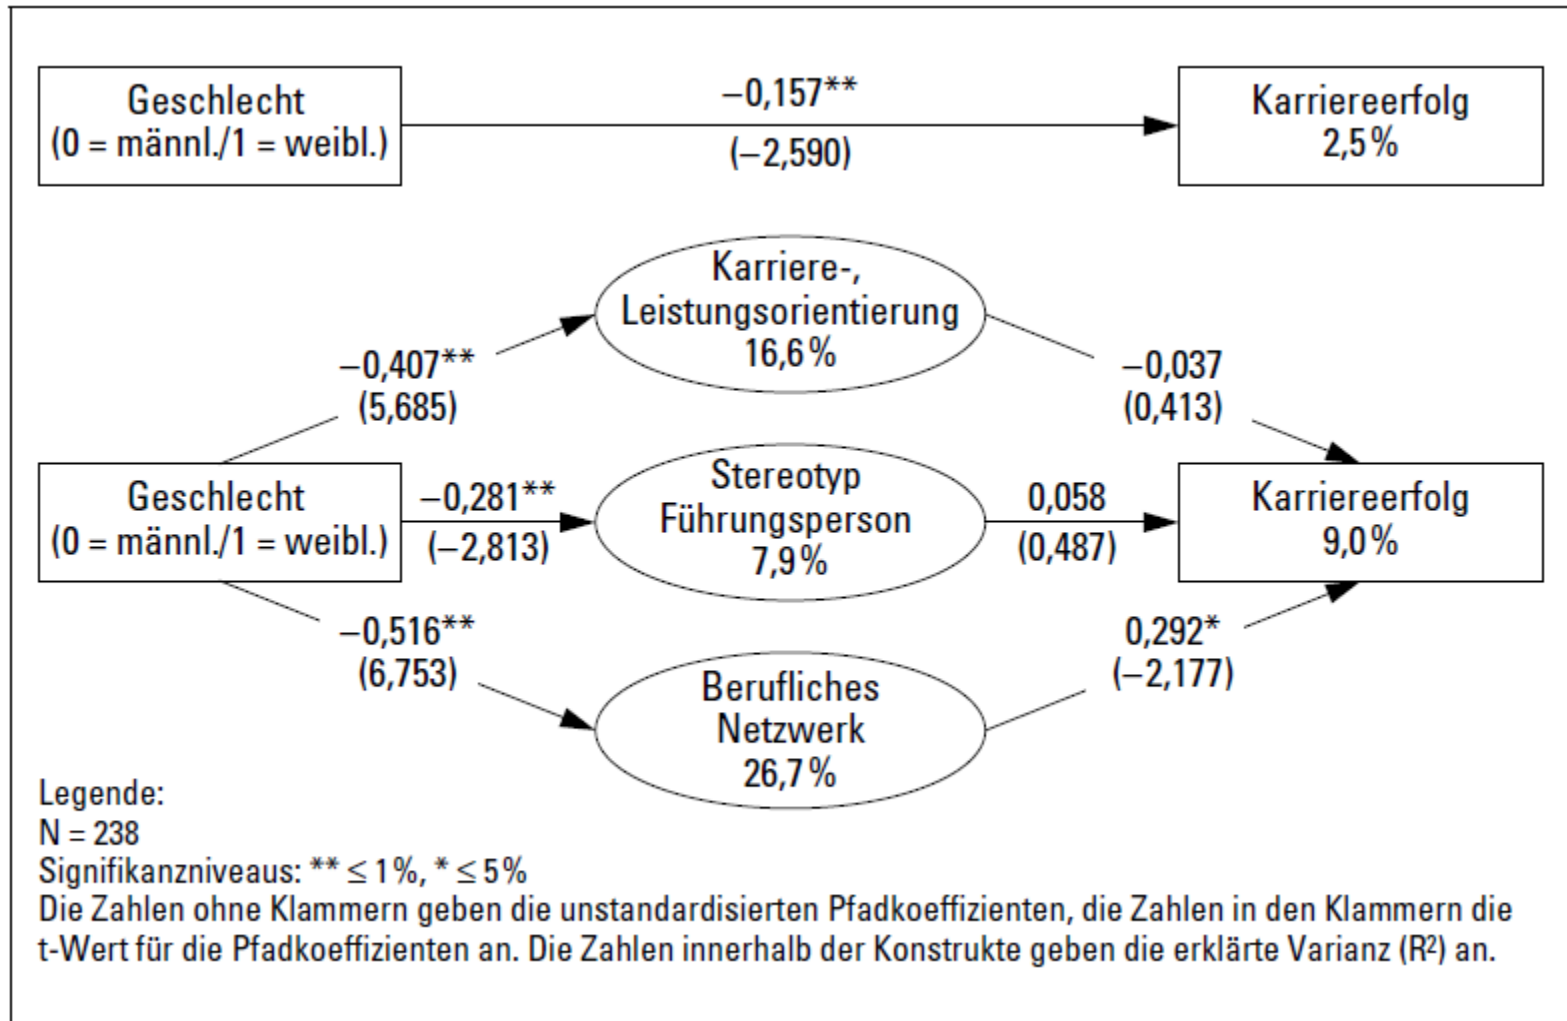 Geschlecht
(0 = männl./1 = weibl.)
−0,157**
(−2,590)
Karriereerfolg
2,5%
Karriere-,
Leistungsorientierung
16,6%
−0,407**
(5,685)
−0,037
(0,413)
Geschlecht
(0 = männl./1 = weibl.)
−0,281**
(−2,813)
Stereotyp
Führungsperson
7,9%
0,058
(0,487)
Karriereerfolg
9,0%
−0,516**
(6,753)
0,292*
(−2,177)
Berufliches
Netzwerk
26,7%
Legende:
N = 238
Signifikanzniveaus: ** ≤ 1%, * ≤ 5%
Die Zahlen ohne Klammern geben die unstandardisierten Pfadkoeffizienten, die Zahlen in den Klammern die
t-Wert für die Pfadkoeffizienten an. Die Zahlen innerhalb der Konstrukte geben die erklärte Varianz (R²) an.